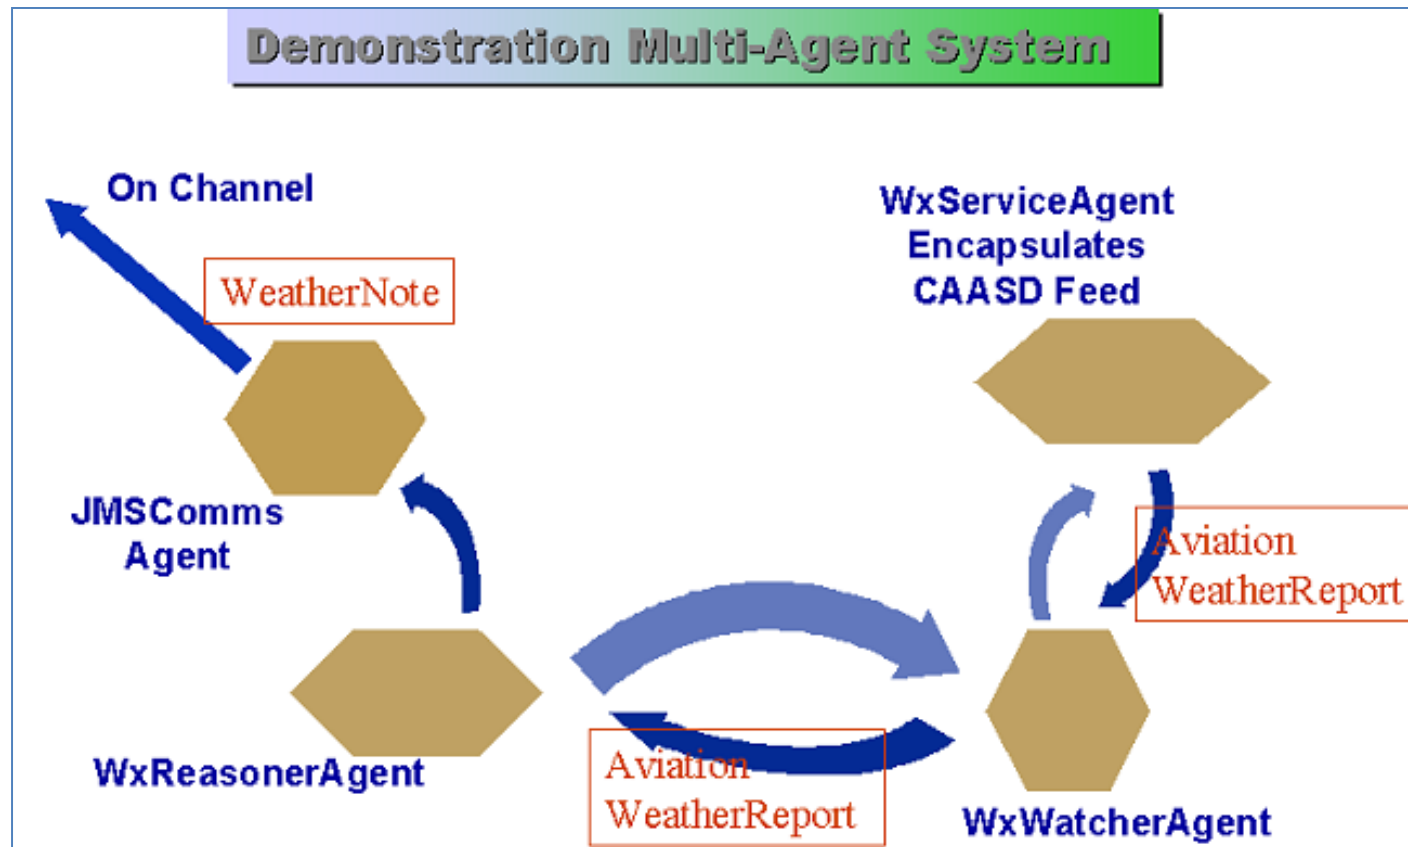 Demonstration Multi-Agent System
On Channel
WeatherNote
WxServiceAgent
Encapsulates
CAASD Feed
JMSComms
Agent
Aviation
WeatherReport
WxReasonerAgent
Aviation
WeatherReport
WxWatcherAgent